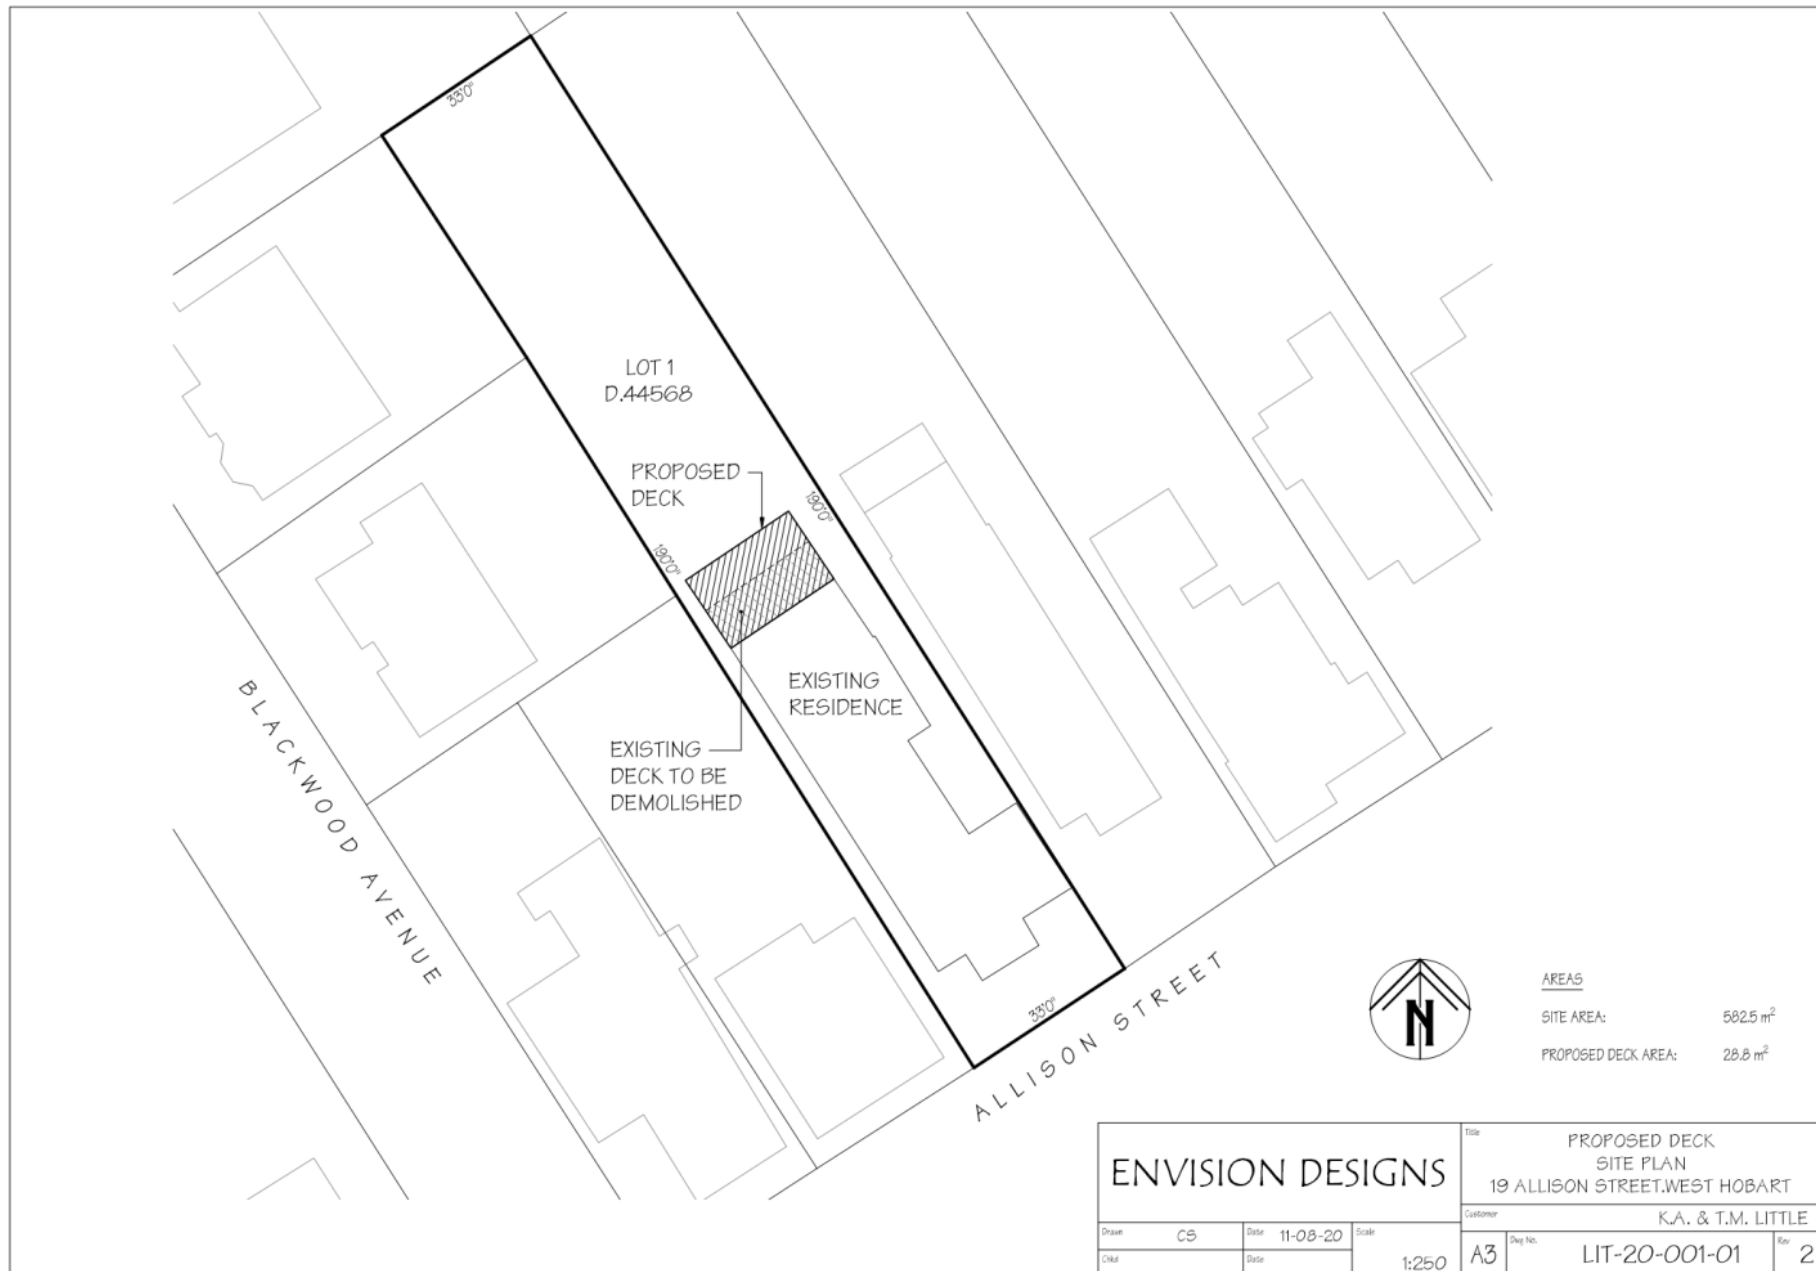 33'0"
LOT 1
D.44568
PROPOSED
DECK
190'0"
190'0"
EXISTING
RESIDENCE
EXISTING
DECK TO BE
DEMOLISHED
BLACKWOOD AVENUE
33'0"
ALLISON STREET
N
AREAS
SITE AREA: 582.5 m²
PROPOSED DECK AREA: 28.8 m²
ENVISION DESIGNS
Title
PROPOSED DECK
SITE PLAN
19 ALLISON STREET.WEST HOBART
Customer
K.A. & T.M. LITTLE
Drawn CS Date 11-08-20 Scale
Chkd Date 1:250
A3 Dwg No. LIT-20-001-01 Rev 2